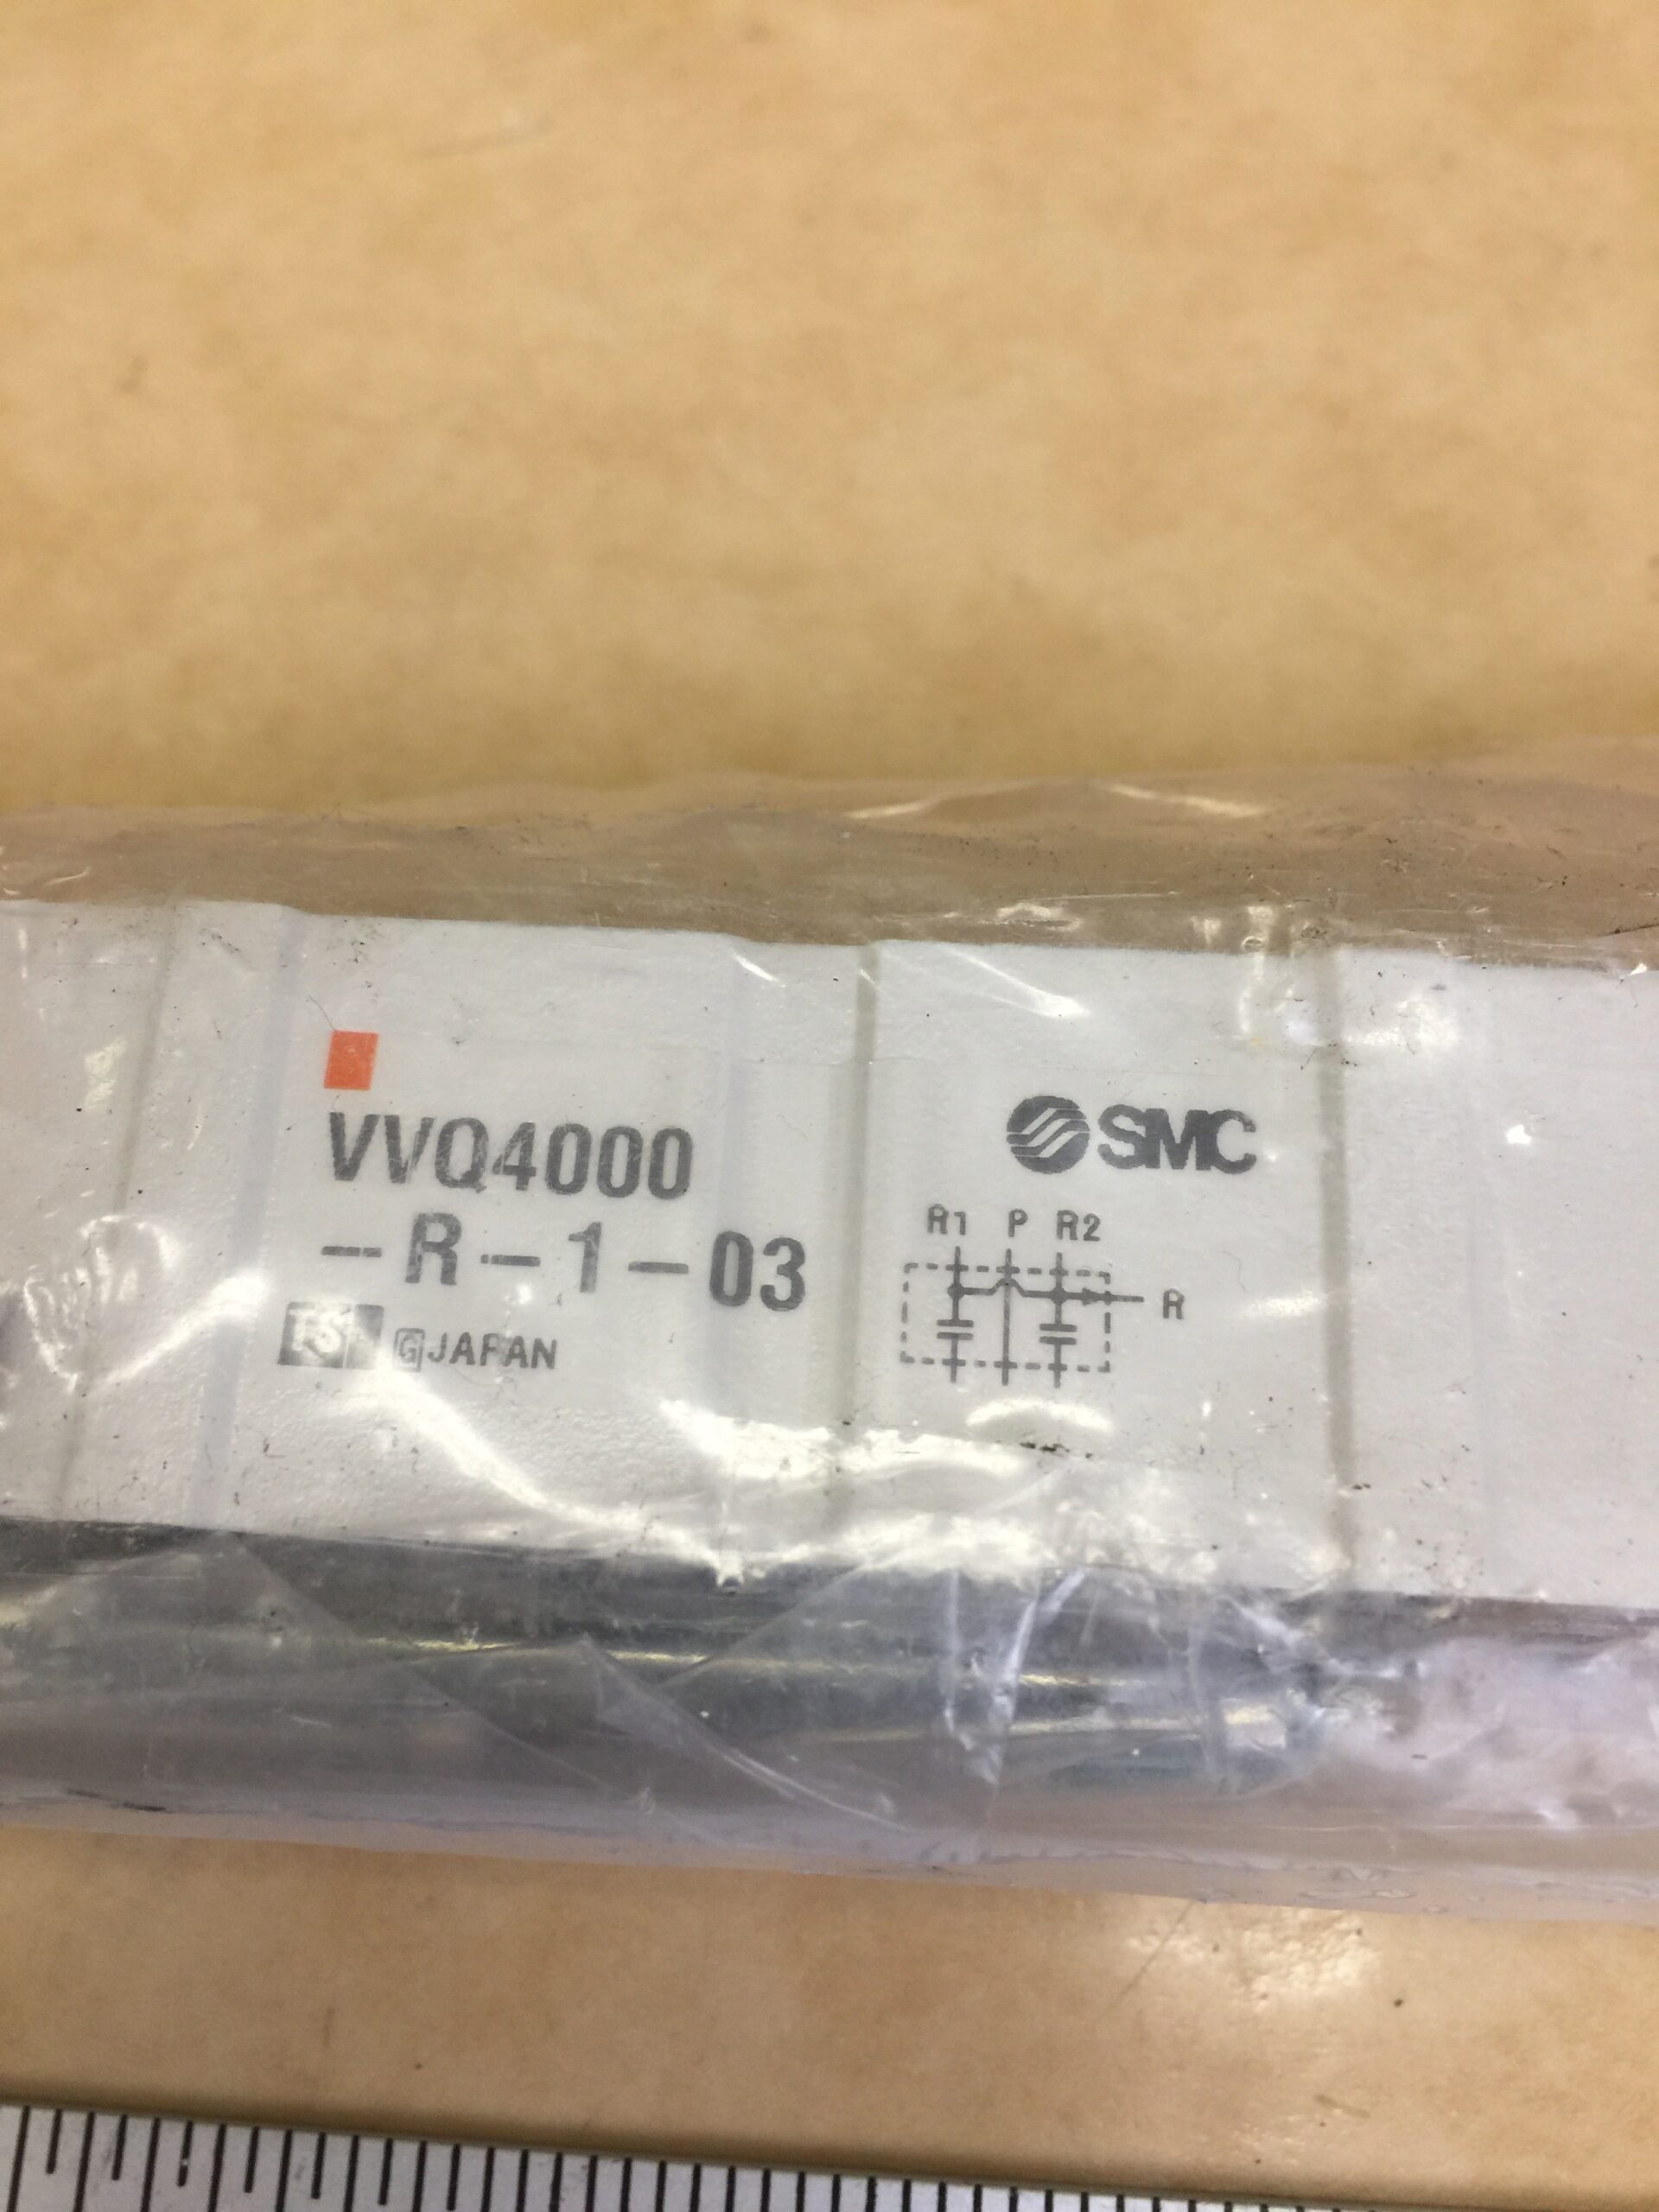 VVQ4000
-R-1-03
G JAPAN
SMC
R1 P R2
R